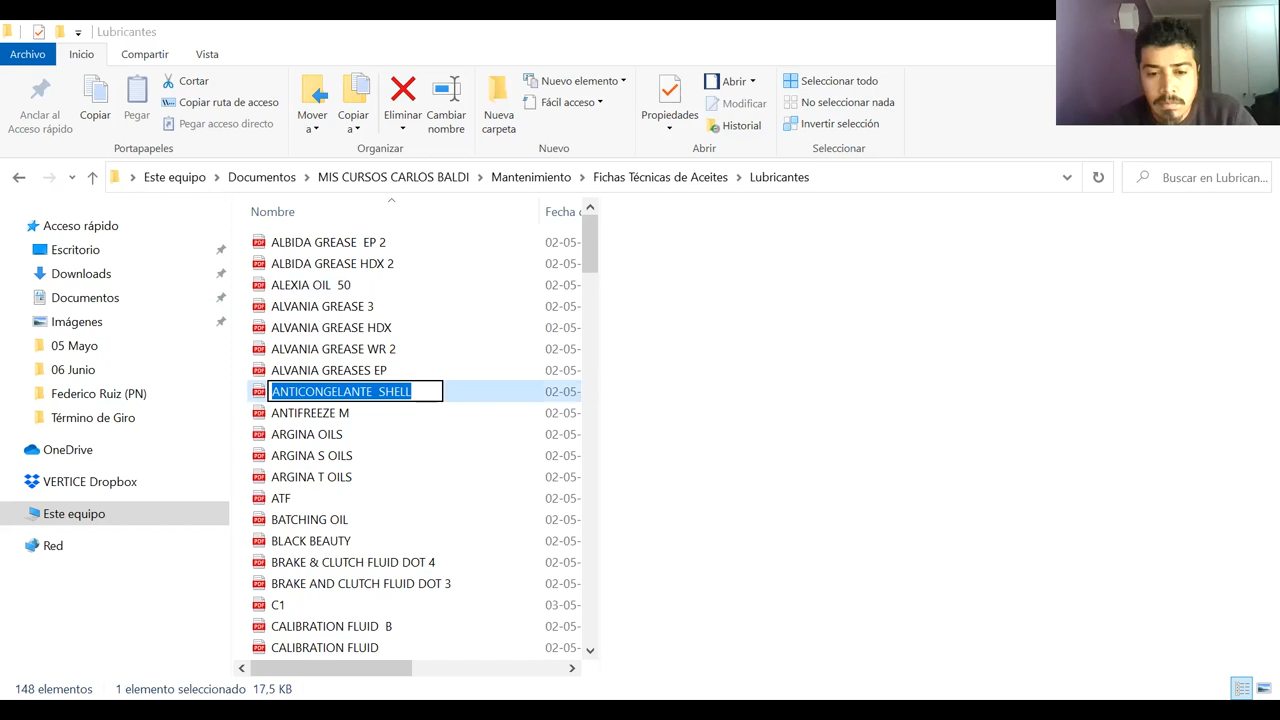 Lubricantes
Archivo Inicio Compartir Vista
Anclar al Acceso rápido
Copiar
Pegar
Cortar
Copiar ruta de acceso
Pegar acceso directo
Portapapeles
Mover a
Copiar a
Eliminar
Cambiar nombre
Organizar
Nueva carpeta
Nuevo elemento
Fácil acceso
Nuevo
Propiedades
Abrir
Modificar
Historial
Abrir
Seleccionar todo
No seleccionar nada
Invertir selección
Seleccionar
Este equipo > Documentos > MIS CURSOS CARLOS BALDI > Mantenimiento > Fichas Técnicas de Aceites > Lubricantes
Buscar en Lubrican...
Acceso rápido
Escritorio
Downloads
Documentos
Imágenes
05 Mayo
06 Junio
Federico Ruiz (PN)
Término de Giro
OneDrive
VERTICE Dropbox
Este equipo
Red
Nombre Fecha
ALBIDA GREASE  EP 2 02-05-
ALBIDA GREASE HDX 2 02-05-
ALEXIA OIL  50 02-05-
ALVANIA GREASE 3 02-05-
ALVANIA GREASE HDX 02-05-
ALVANIA GREASE WR 2 02-05-
ALVANIA GREASES EP 02-05-
ANTICONGELANTE  SHELL 02-05-
ANTIFREEZE M 02-05-
ARGINA OILS 02-05-
ARGINA S OILS 02-05-
ARGINA T OILS 02-05-
ATF 02-05-
BATCHING OIL 02-05-
BLACK BEAUTY 02-05-
BRAKE & CLUTCH FLUID DOT 4 02-05-
BRAKE AND CLUTCH FLUID DOT 3 02-05-
C1 03-05-
CALIBRATION FLUID  B 02-05-
CALIBRATION FLUID 02-05-
148 elementos 1 elemento seleccionado 17,5 KB